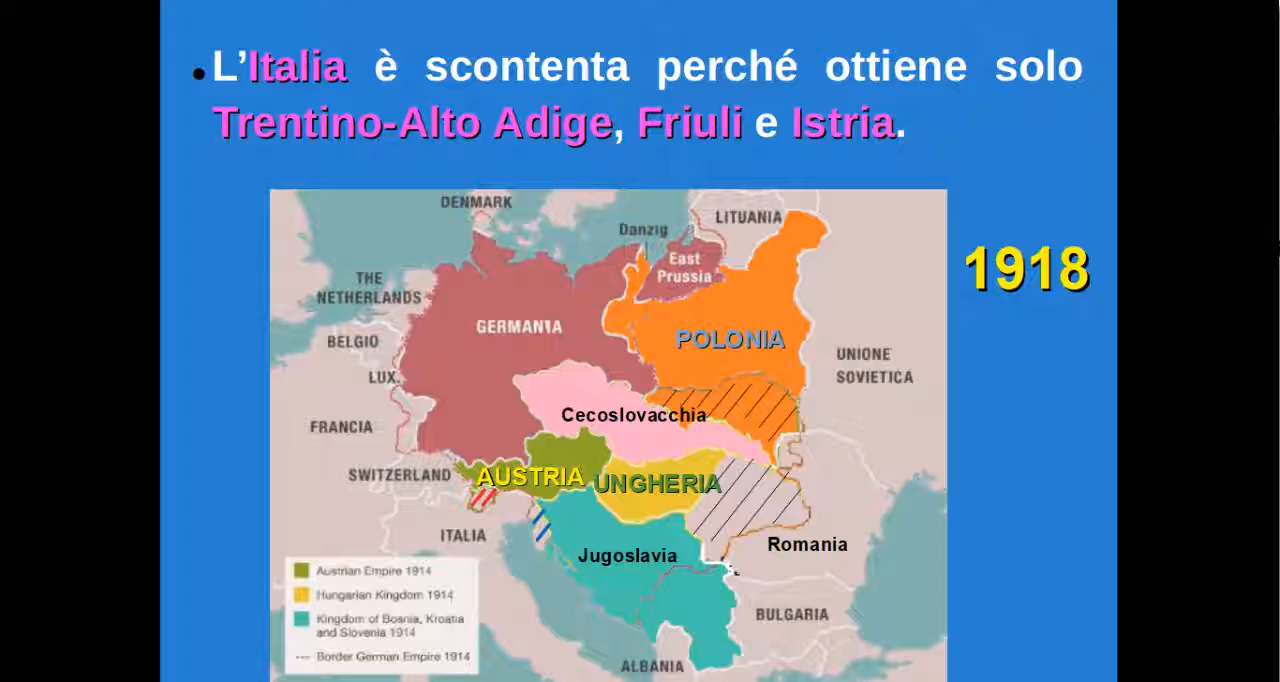 L'Italia è scontenta perché ottiene solo
Trentino-Alto Adige, Friuli e Istria.
1918
DENMARK
LITUANIA
Danzig
East
Prussia
THE
NETHERLANDS
GERMANIA
POLONIA
BELGIO
UNIONE
SOVIETICA
LUX.
Cecoslovacchia
FRANCIA
SWITZERLAND
AUSTRIA
UNGHERIA
ITALIA
Romania
Jugoslavia
Austrian Empire 1914
Hungarian Kingdom 1914
Kingdom of Bosnia, Kroatia
and Slovenia 1914
Border German Empire 1914
BULGARIA
ALBANIA